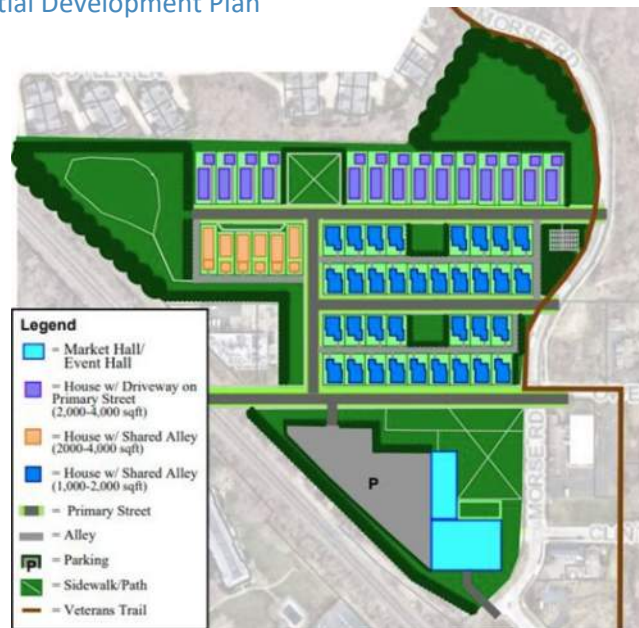 tial Development Plan
MORSE RD
Legend
= Market Hall/
Event Hall
= House w/ Driveway on
Primary Street
(2,000-4,000 sqft)
= House w/ Shared Alley
(2000-4,000 sqft)
= House w/ Shared Alley
(1,000-2,000 sqft)
= Primary Street
= Alley
P = Parking
= Sidewalk/Path
= Veterans Trail
P
MORSE RD